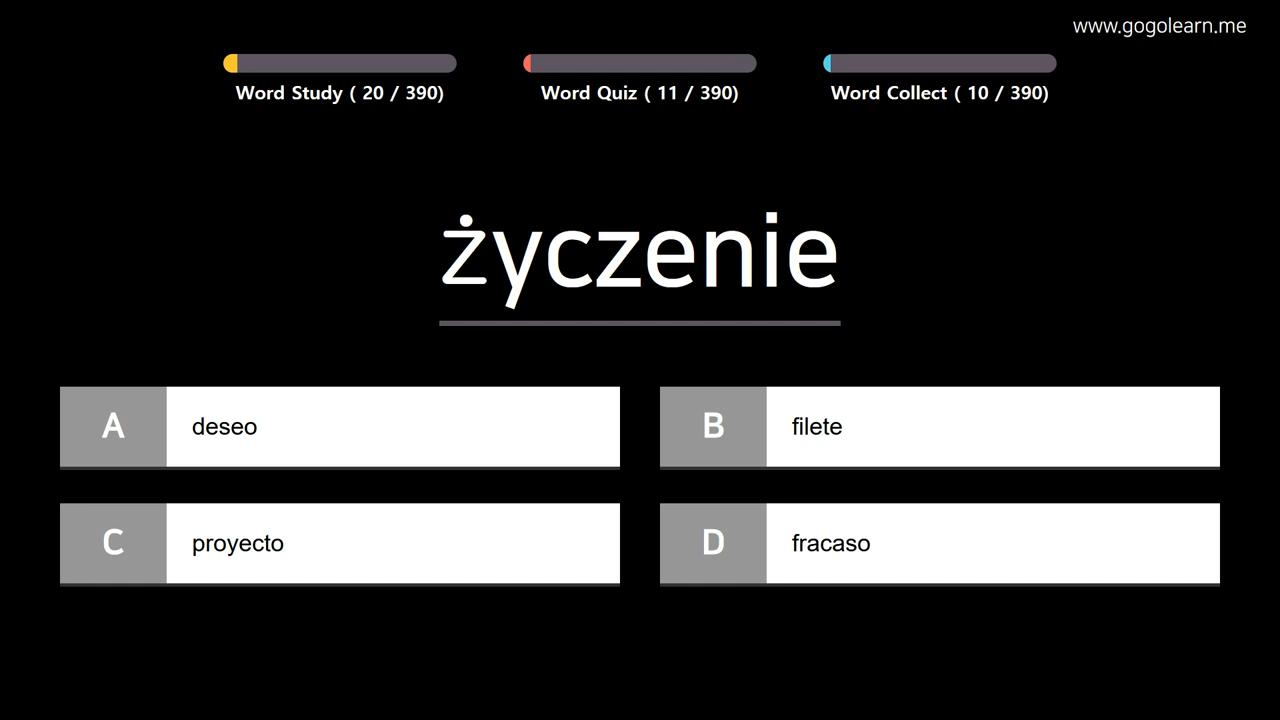 www.gogolearn.me
Word Study ( 20 / 390)
Word Quiz ( 11 / 390)
Word Collect ( 10 / 390)
życzenie
A
deseo
B
filete
C
proyecto
D
fracaso